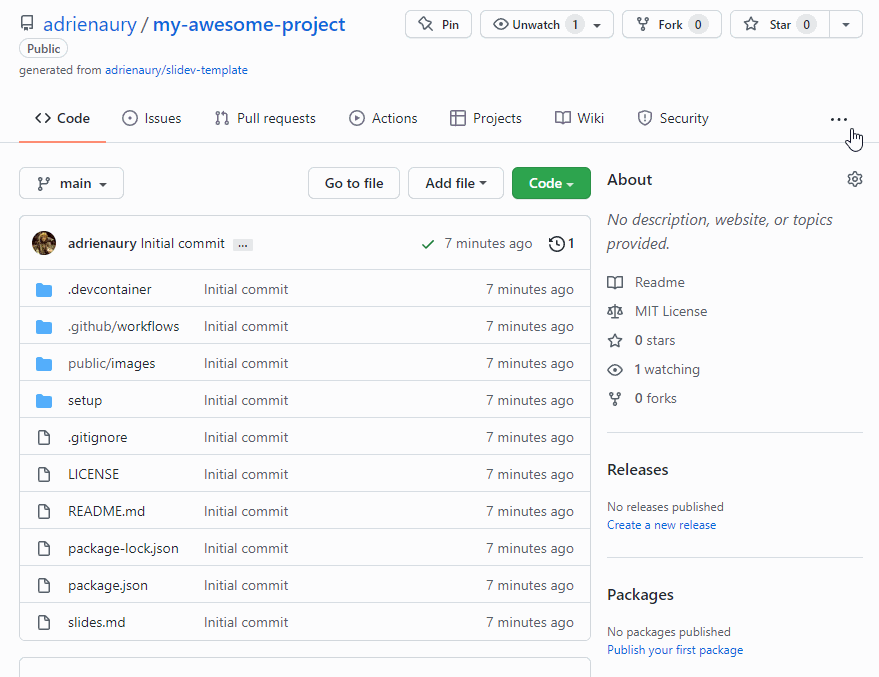 adrienaury / my-awesome-project
Pin
Unwatch 1
Fork 0
Star 0
Public
generated from adrienaury/slidev-template
Code
Issues
Pull requests
Actions
Projects
Wiki
Security
...
main
Go to file
Add file
Code
adrienaury Initial commit ...
7 minutes ago
1
.devcontainer Initial commit 7 minutes ago
.github/workflows Initial commit 7 minutes ago
public/images Initial commit 7 minutes ago
setup Initial commit 7 minutes ago
.gitignore Initial commit 7 minutes ago
LICENSE Initial commit 7 minutes ago
README.md Initial commit 7 minutes ago
package-lock.json Initial commit 7 minutes ago
package.json Initial commit 7 minutes ago
slides.md Initial commit 7 minutes ago
About
No description, website, or topics
provided.
Readme
MIT License
0 stars
1 watching
0 forks
Releases
No releases published
Create a new release
Packages
No packages published
Publish your first package